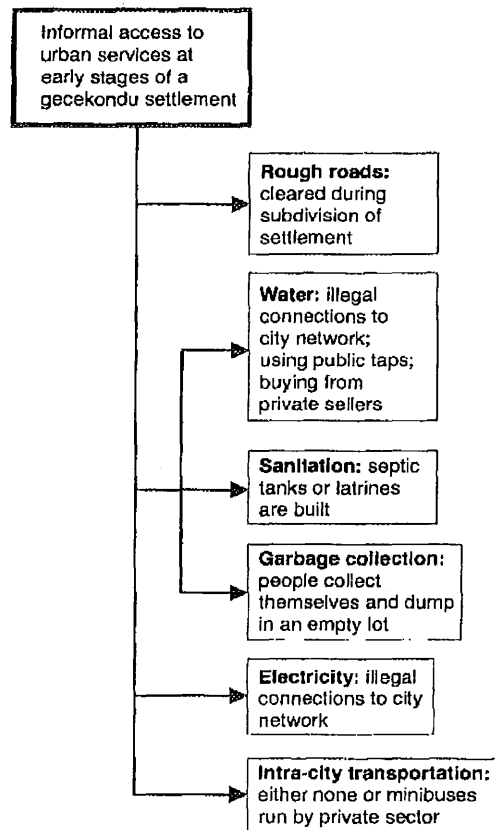 Informal access to
urban services at
early stages of a
gecekondu settlement
Rough roads:
cleared during
subdivision of
settlement
Water: illegal
connections to
city network;
using public taps;
buying from
private sellers
Sanitation: septic
tanks or latrines
are built
Garbage collection:
people collect
themselves and dump
in an empty lot
Electricity: illegal
connections to city
network
Intra-city transportation:
either none or minibuses
run by private sector